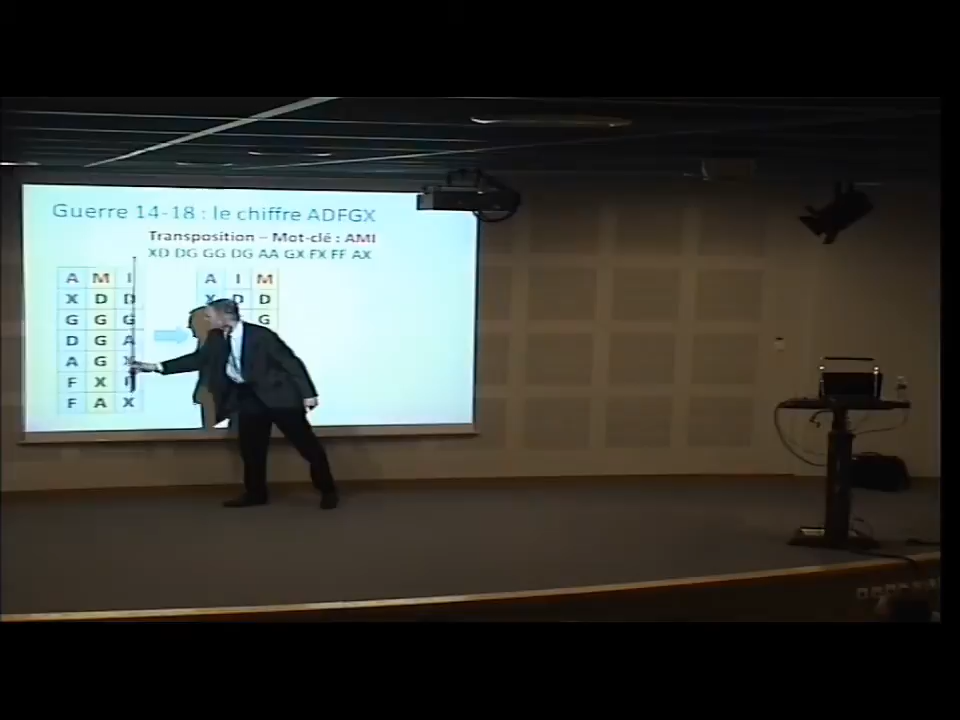 Guerre 14-18 : le chiffre ADFGX
Transposition – Mot-clé : AMI
XD DG GG DG AA GX FX FF AX
A M I
X D D
G G G
D G A
A G X
F X F
F A X
A I M
X D D
G